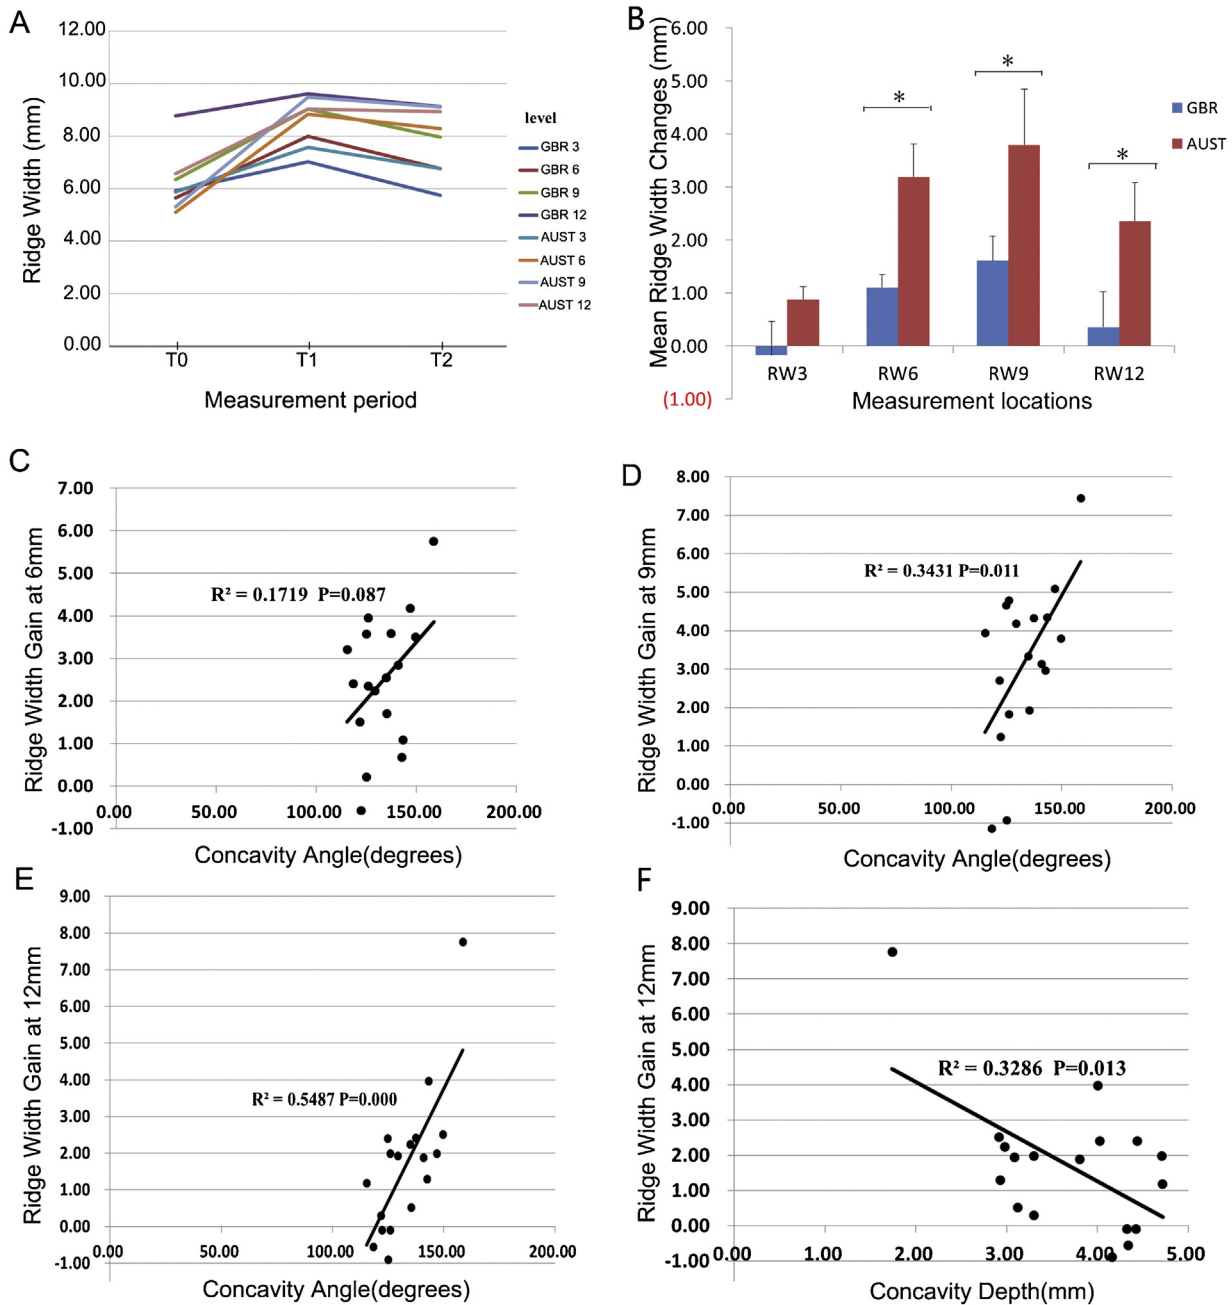 A
Ridge Width (mm)
12.00
10.00
8.00
6.00
4.00
2.00
0.00
T0 T1 T2
Measurement period
level
GBR 3
GBR 6
GBR 9
GBR 12
AUST 3
AUST 6
AUST 9
AUST 12
B
Mean Ridge Width Changes (mm)
6.00
5.00
4.00
3.00
2.00
1.00
0.00
(1.00)
* * *
RW3 RW6 RW9 RW12
Measurement locations
GBR
AUST
C
Ridge Width Gain at 6mm
7.00
6.00
5.00
4.00
3.00
2.00
1.00
0.00
-1.00
R² = 0.1719 P=0.087
0.00 50.00 100.00 150.00 200.00
Concavity Angle(degrees)
D
Ridge Width Gain at 9mm
8.00
7.00
6.00
5.00
4.00
3.00
2.00
1.00
0.00
-1.00
R² = 0.3431 P=0.011
0.00 50.00 100.00 150.00 200.00
Concavity Angle(degrees)
E
Ridge Width Gain at 12mm
9.00
8.00
7.00
6.00
5.00
4.00
3.00
2.00
1.00
0.00
-1.00
R² = 0.5487 P=0.000
0.00 50.00 100.00 150.00 200.00
Concavity Angle(degrees)
F
Ridge Width Gain at 12mm
9.00
8.00
7.00
6.00
5.00
4.00
3.00
2.00
1.00
0.00
-1.00
R² = 0.3286 P=0.013
0.00 1.00 2.00 3.00 4.00 5.00
Concavity Depth(mm)